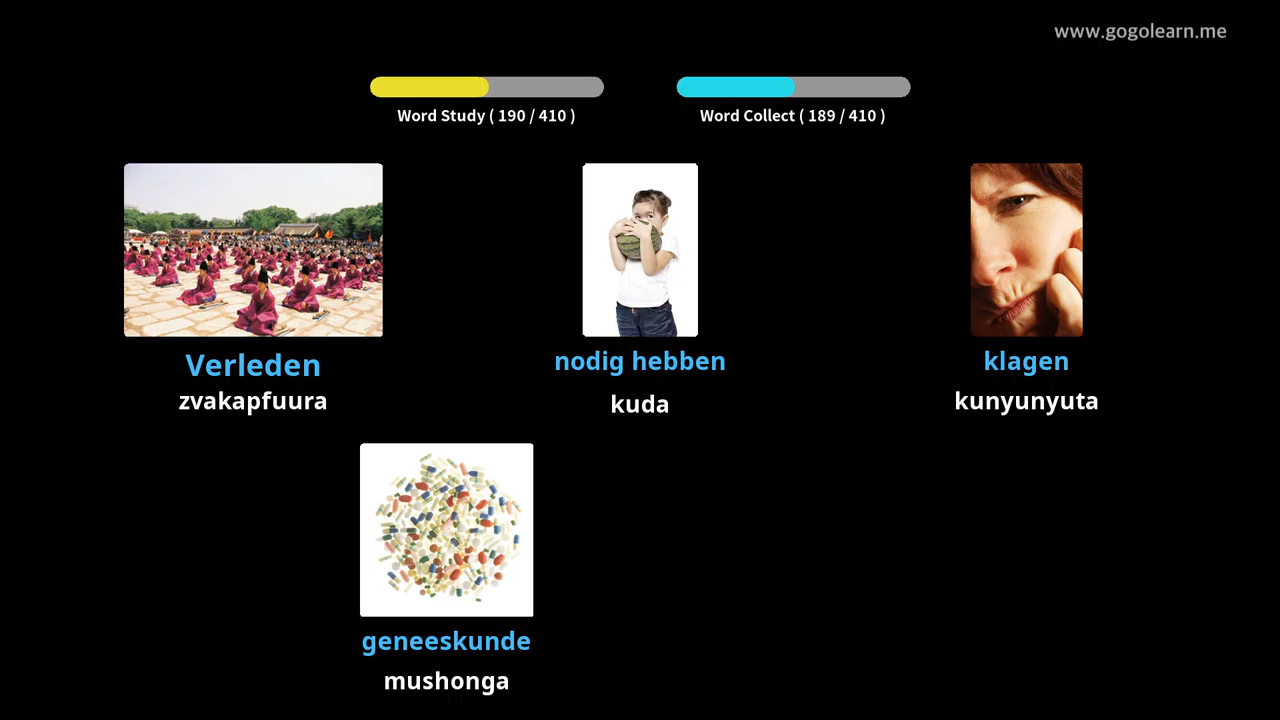 www.gogolearn.me
Word Study ( 190 / 410 )
Word Collect ( 189 / 410 )
Verleden
zvakapfuura
nodig hebben
kuda
klagen
kunyunyuta
geneeskunde
mushonga